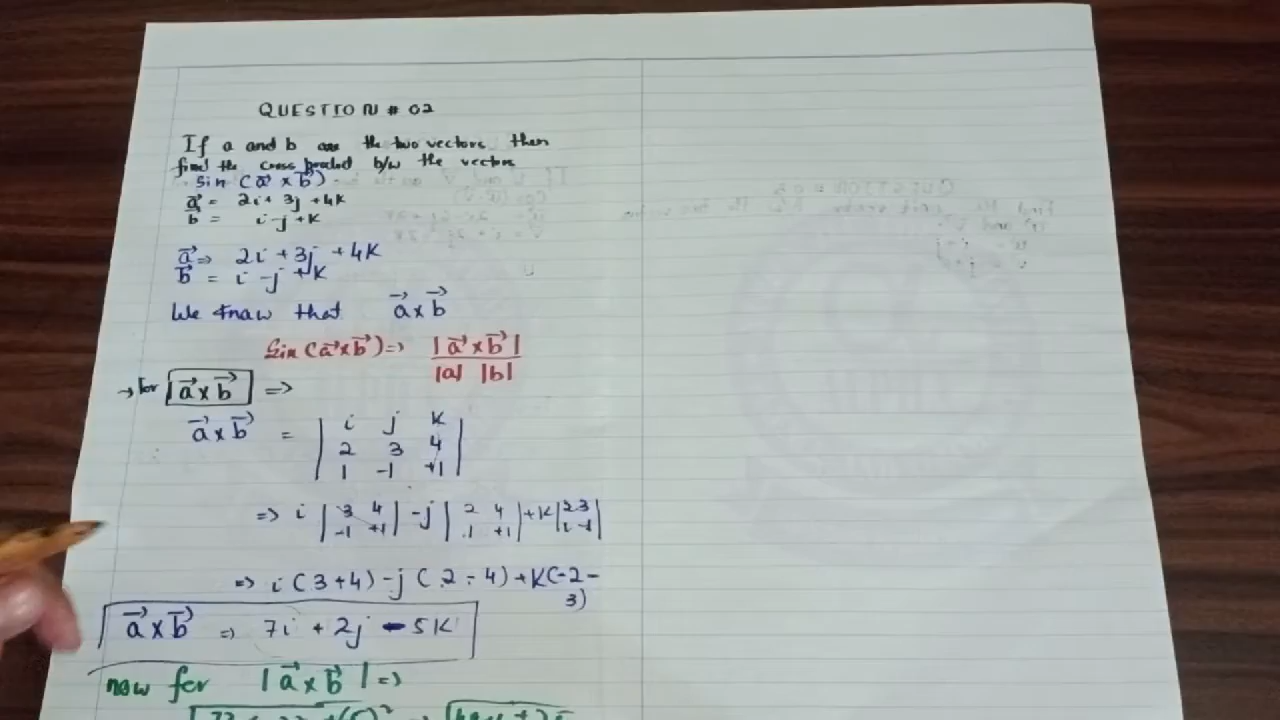 QUESTION # 02
If a and b are the two vectors then
find the cross b/w the vectors
sin (a⃗ × b⃗)
a⃗ = 2i + 3j + 4k
b = i - j + k
a⃗ ⇒ 2i + 3j + 4k
b⃗ = i - j + k
We know that a⃗ × b⃗
Sin (a⃗ × b⃗) ⇒ |a⃗ × b⃗|
|a| |b|
→ for |a⃗ × b⃗| ⇒
a⃗ × b⃗ = | i j k |
| 2 3 4 |
| 1 -1 +1 |
⇒ i | 3 4 | - j | 2 4 | + k | 2 3 |
| -1 +1 | | 1 +1 | | 1 -1 |
⇒ i (3+4) - j (2-4) + k (-2-
3)
a⃗ × b⃗ ⇒ 7i + 2j - 5k
now for |a⃗ × b⃗| ⇒